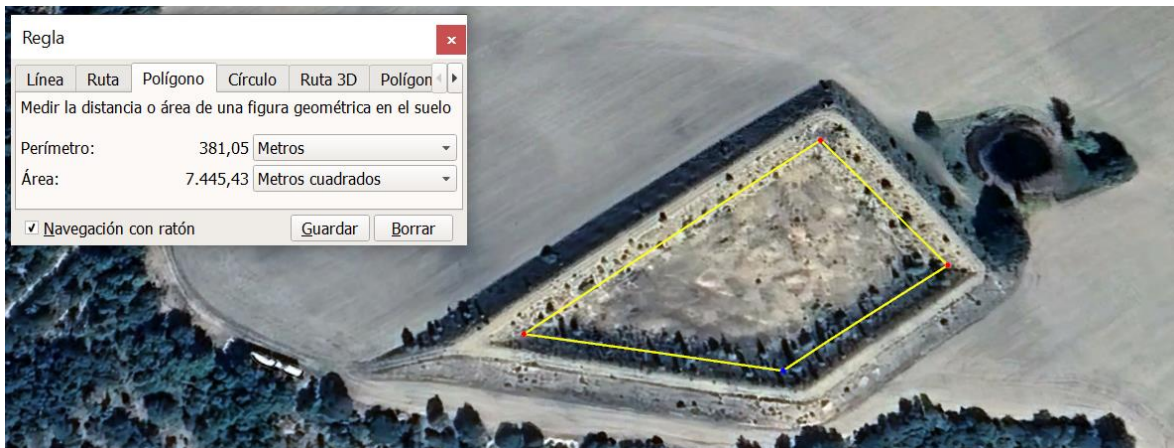 Regla
Línea Ruta Polígono Círculo Ruta 3D Polígon
Medir la distancia o área de una figura geométrica en el suelo
Perímetro: 381,05 Metros
Área: 7.445,43 Metros cuadrados
Navegación con ratón Guardar Borrar